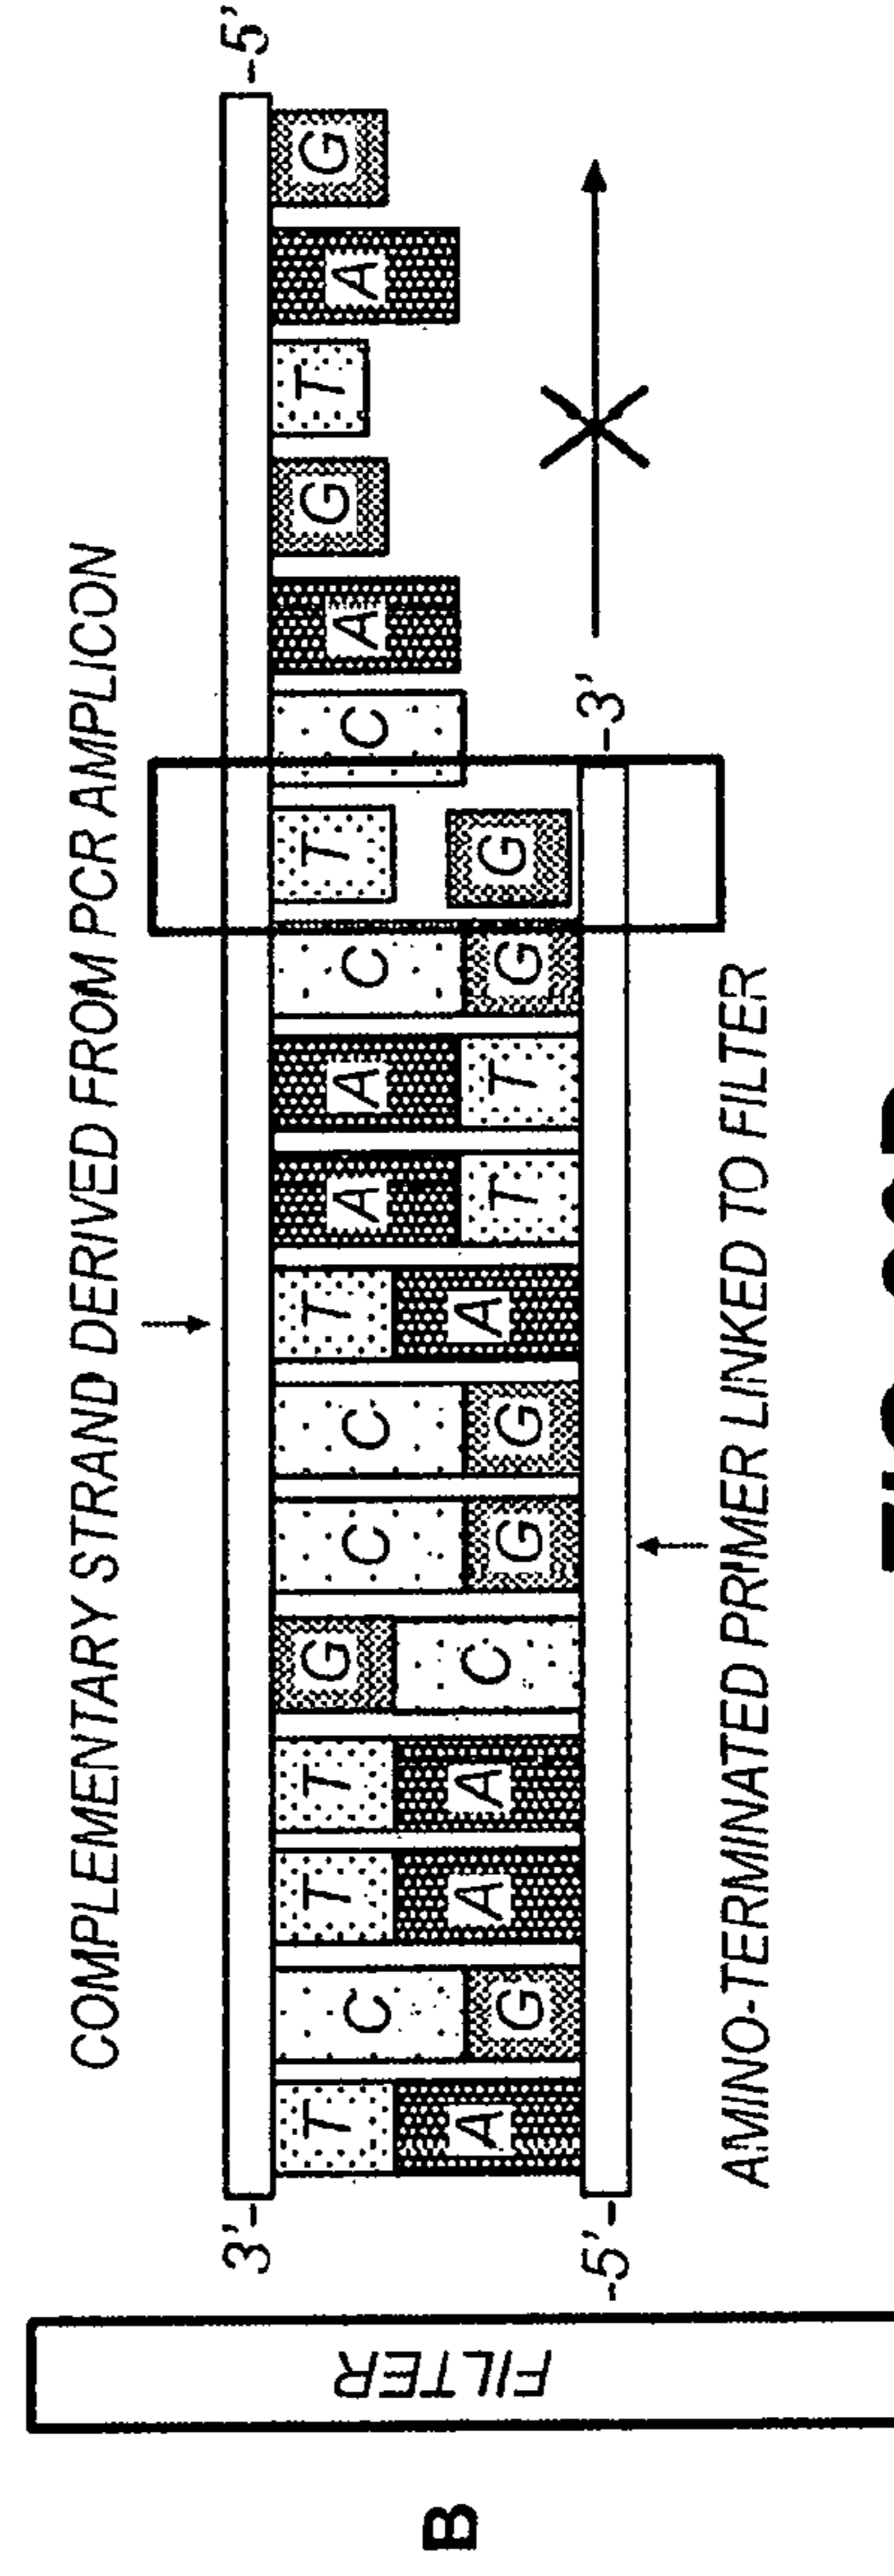 COMPLEMENTARY STRAND DERIVED FROM PCR AMPLICON
3'- -5'
T C T T G C C T A A C T C A G T A G
A G A A C G G A T T G G
-5'- -3'
AMINO-TERMINATED PRIMER LINKED TO FILTER
FILTER
B